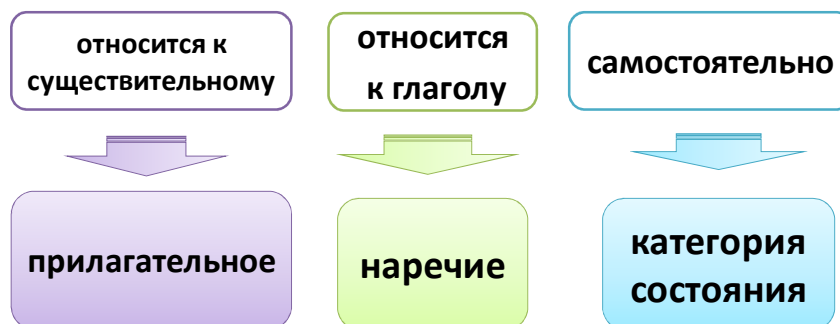 относится к
существительному
относится
к глаголу
самостоятельно
прилагательное
наречие
категория
состояния